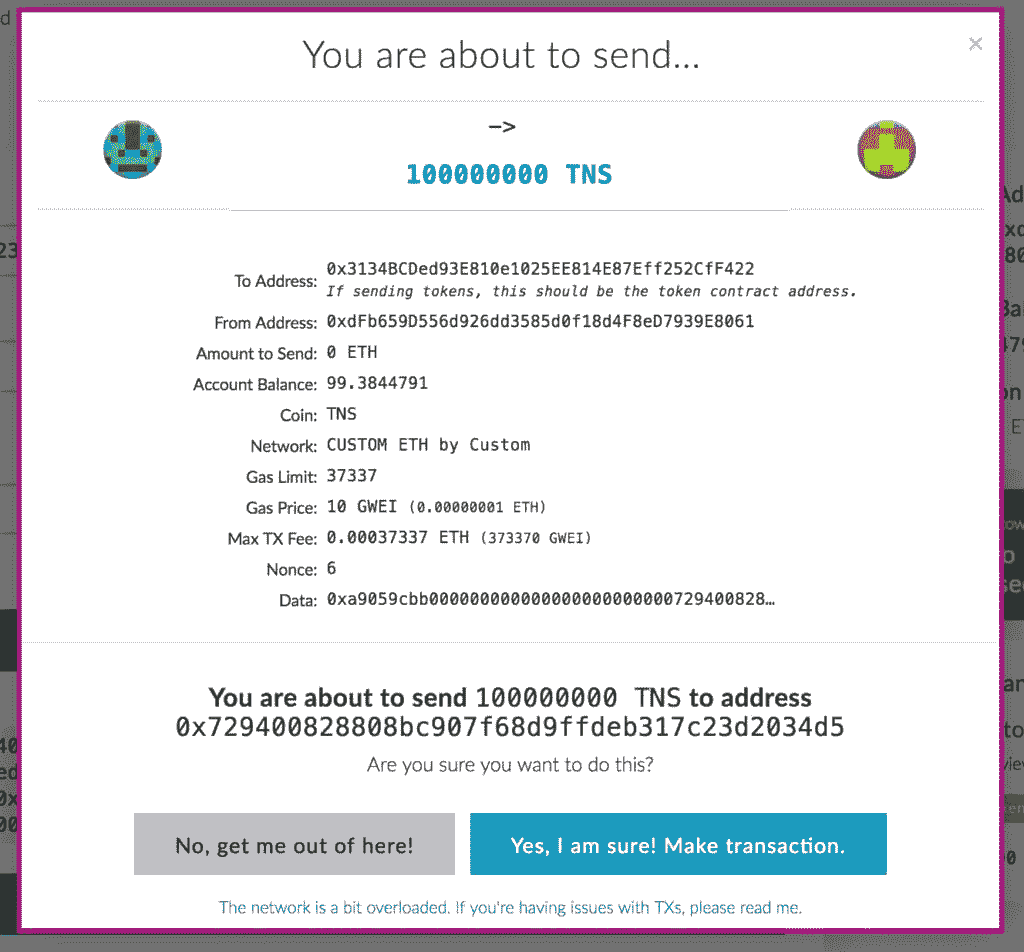 You are about to send...
×
–>
100000000 TNS
To Address: 0x3134BCDed93E810e1025EE814E87Eff252CfF422
If sending tokens, this should be the token contract address.
From Address: 0xdFb659D556d926dd3585d0f18d4F8eD7939E8061
Amount to Send: 0 ETH
Account Balance: 99.3844791
Coin: TNS
Network: CUSTOM ETH by Custom
Gas Limit: 37337
Gas Price: 10 GWEI (0.00000001 ETH)
Max TX Fee: 0.00037337 ETH (373370 GWEI)
Nonce: 6
Data: 0xa9059cbb000000000000000000000000729400828…
You are about to send 100000000 TNS to address
0x729400828808bc907f68d9ffdeb317c23d2034d5
Are you sure you want to do this?
No, get me out of here!
Yes, I am sure! Make transaction.
The network is a bit overloaded. If you're having issues with TXs, please read me.